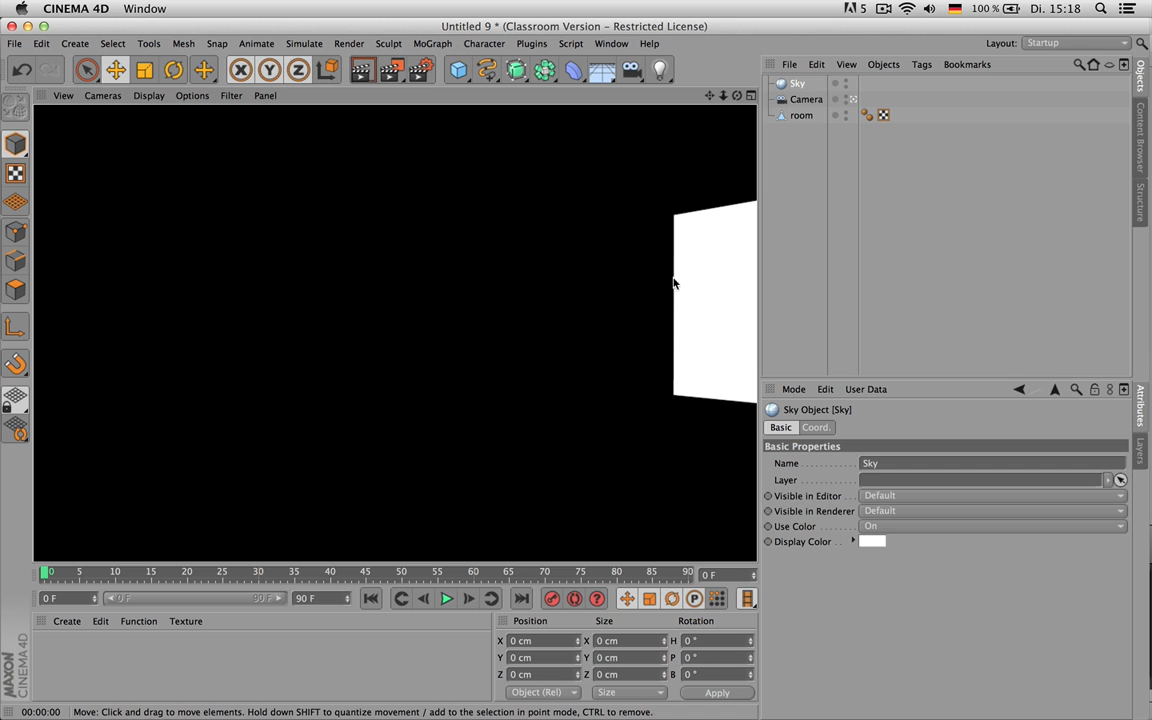 CINEMA 4D Window 5 100 % Di. 15:18
Untitled 9 * (Classroom Version – Restricted License)
File Edit Create Select Tools Mesh Snap Animate Simulate Render Sculpt MoGraph Character Plugins Script Window Help Layout: Startup
X Y Z
File Edit View Objects Tags Bookmarks
View Cameras Display Options Filter Panel
Sky
Camera
room
Objects
Content Browser
Structure
Mode Edit User Data
Sky Object [Sky]
Basic Coord.
Basic Properties
Name Sky
Layer
Visible in Editor Default
Visible in Renderer Default
Use Color On
Display Color
Attributes
Layers
0 5 10 15 20 25 30 35 40 45 50 55 60 65 70 75 80 85 90 0 F
0 F 0 F 90 F 90 F P
Create Edit Function Texture
Position Size Rotation
X 0 cm X 0 cm H 0 °
Y 0 cm Y 0 cm P 0 °
Z 0 cm Z 0 cm B 0 °
Object (Rel) Size Apply
MAXON
CINEMA 4D
00:00:00 Move: Click and drag to move elements. Hold down SHIFT to quantize movement / add to the selection in point mode, CTRL to remove.